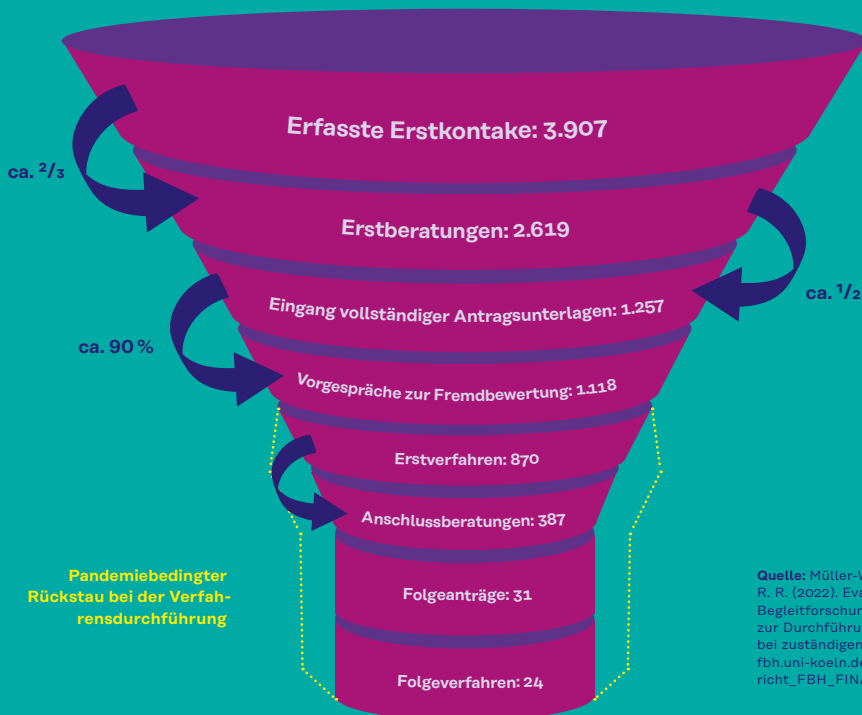 Erfasste Erstkontake: 3.907
ca. ²/₃
Erstberatungen: 2.619
Eingang vollständiger Antragsunterlagen: 1.257
ca. ¹/₂
ca. 90 %
Vorgespräche zur Fremdbewertung: 1.118
Erstverfahren: 870
Anschlussberatungen: 387
Pandemiebedingter
Rückstau bei der Verfah-
rensdurchführung
Folgeanträge: 31
Folgeverfahren: 24
Quelle: Müller-
R. R. (2022).
Begleitforschun
zur Durchführu
bei zuständigen
fbh.uni-koeln.de
richt_FBH_FIN